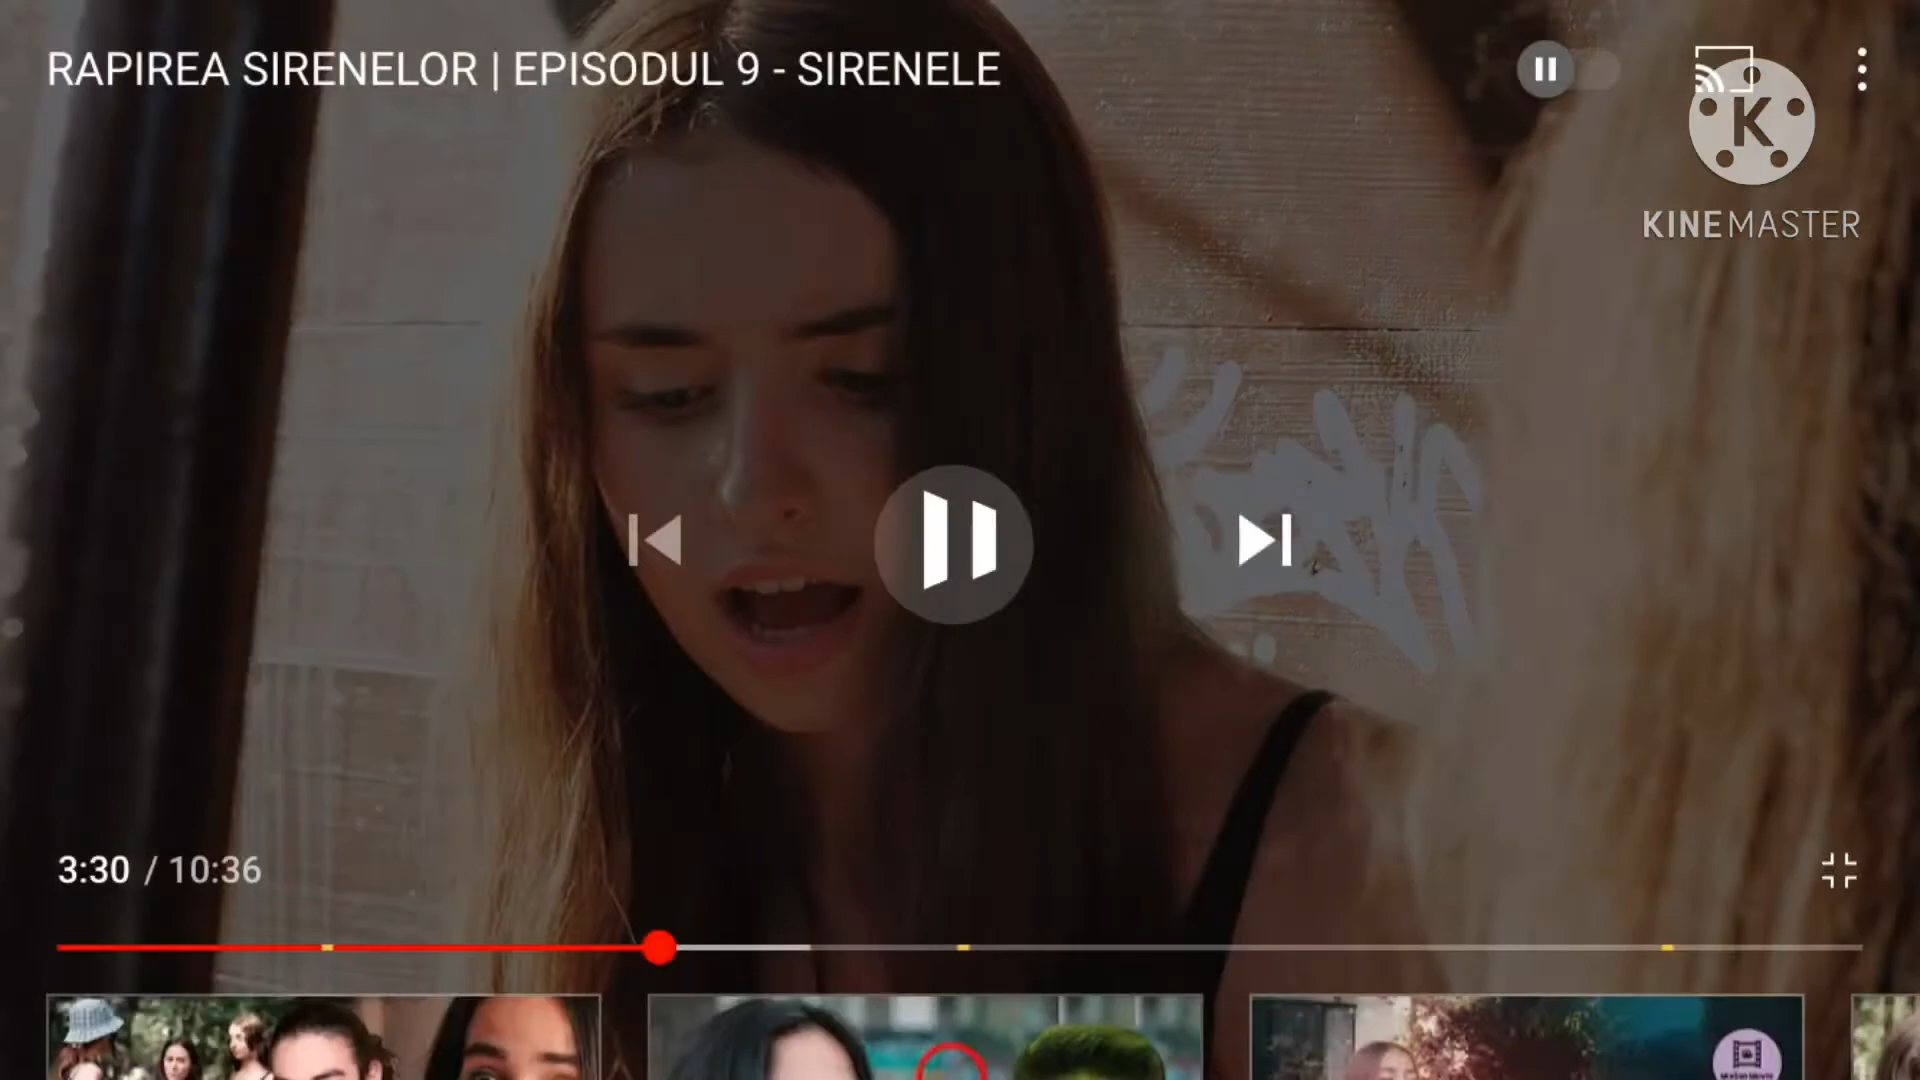 RAPIREA SIRENELOR | EPISODUL 9 - SIRENELE
K
KINEMASTER
3:30 / 10:36